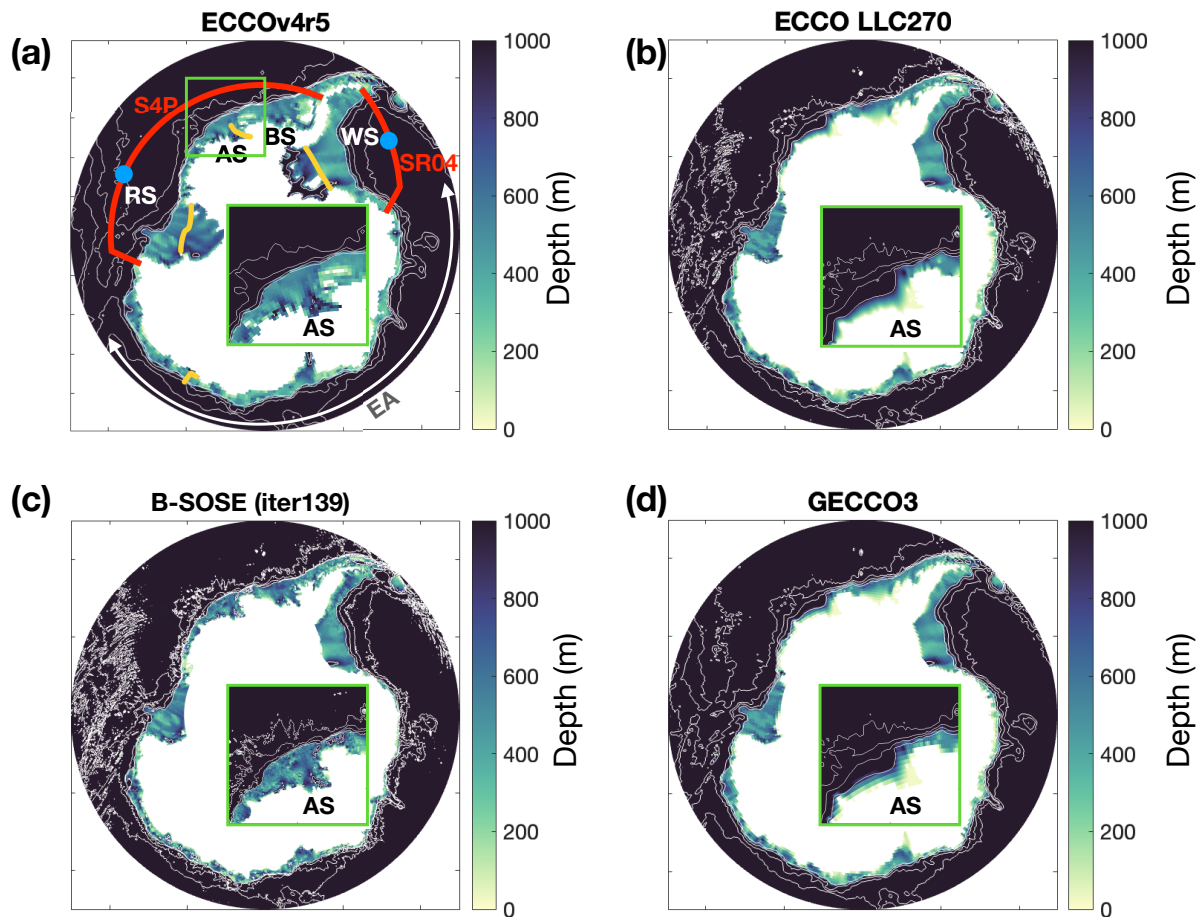 (a)
ECCOv4r5
S4P
AS
BS
WS
SR04
RS
AS
EA
1000
800
600
400
200
0
Depth (m)
(b)
ECCO LLC270
AS
1000
800
600
400
200
0
Depth (m)
(c)
B-SOSE (iter139)
AS
1000
800
600
400
200
0
Depth (m)
(d)
GECCO3
AS
1000
800
600
400
200
0
Depth (m)